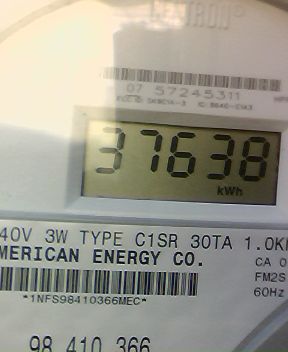 TRON®
07 57245311
37638
kWh
40V 3W TYPE C1SR 30TA 1.0K
MERICAN ENERGY CO.
CA 0
FM2S
60Hz
*1NFS98410366MEC*
98 410 366